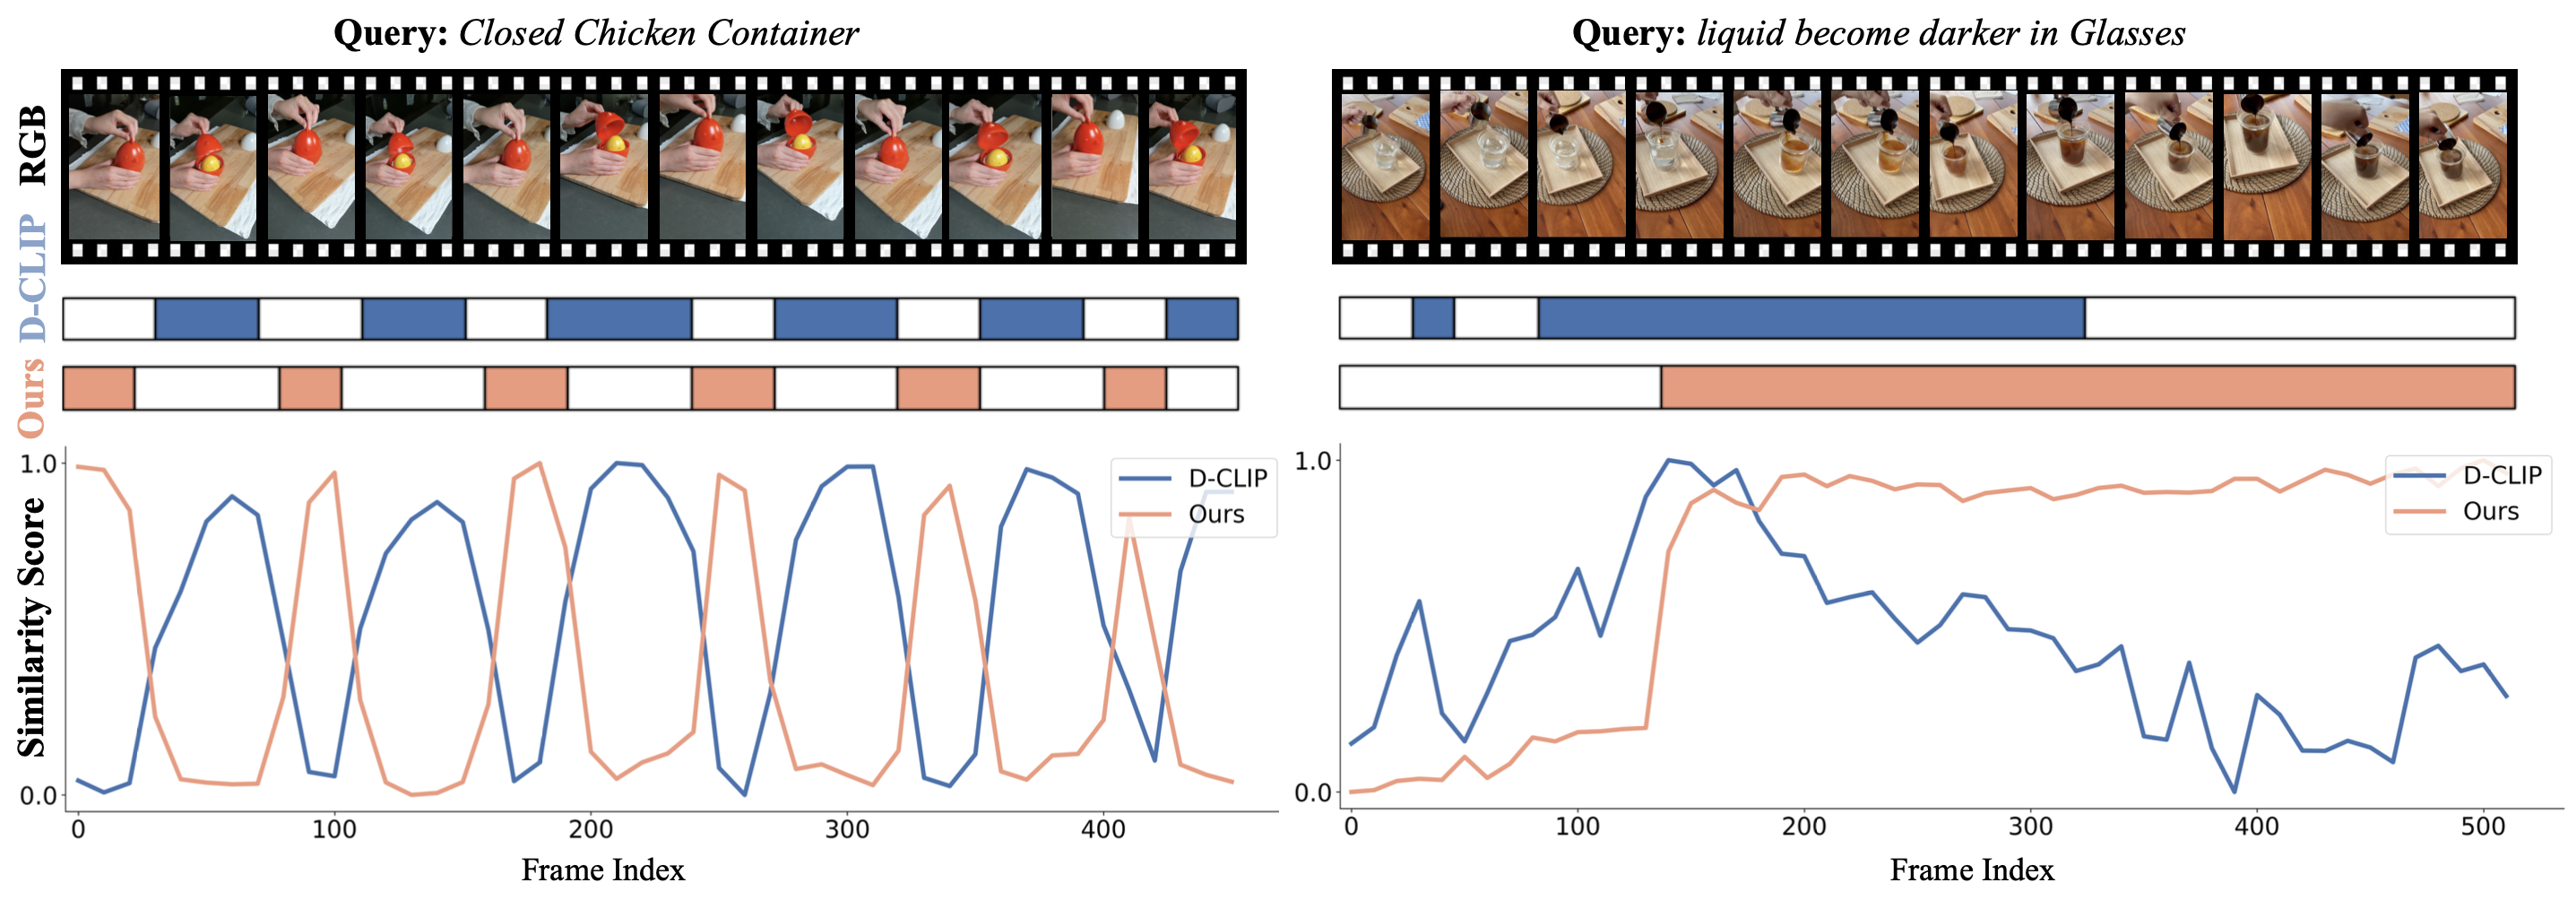 Query: Closed Chicken Container
Query: liquid become darker in Glasses
RGB
D-CLIP
Ours
Similarity Score
1.0
0.0
D-CLIP
Ours
0
100
200
300
400
Frame Index
1.0
0.0
D-CLIP
Ours
0
100
200
300
400
500
Frame Index